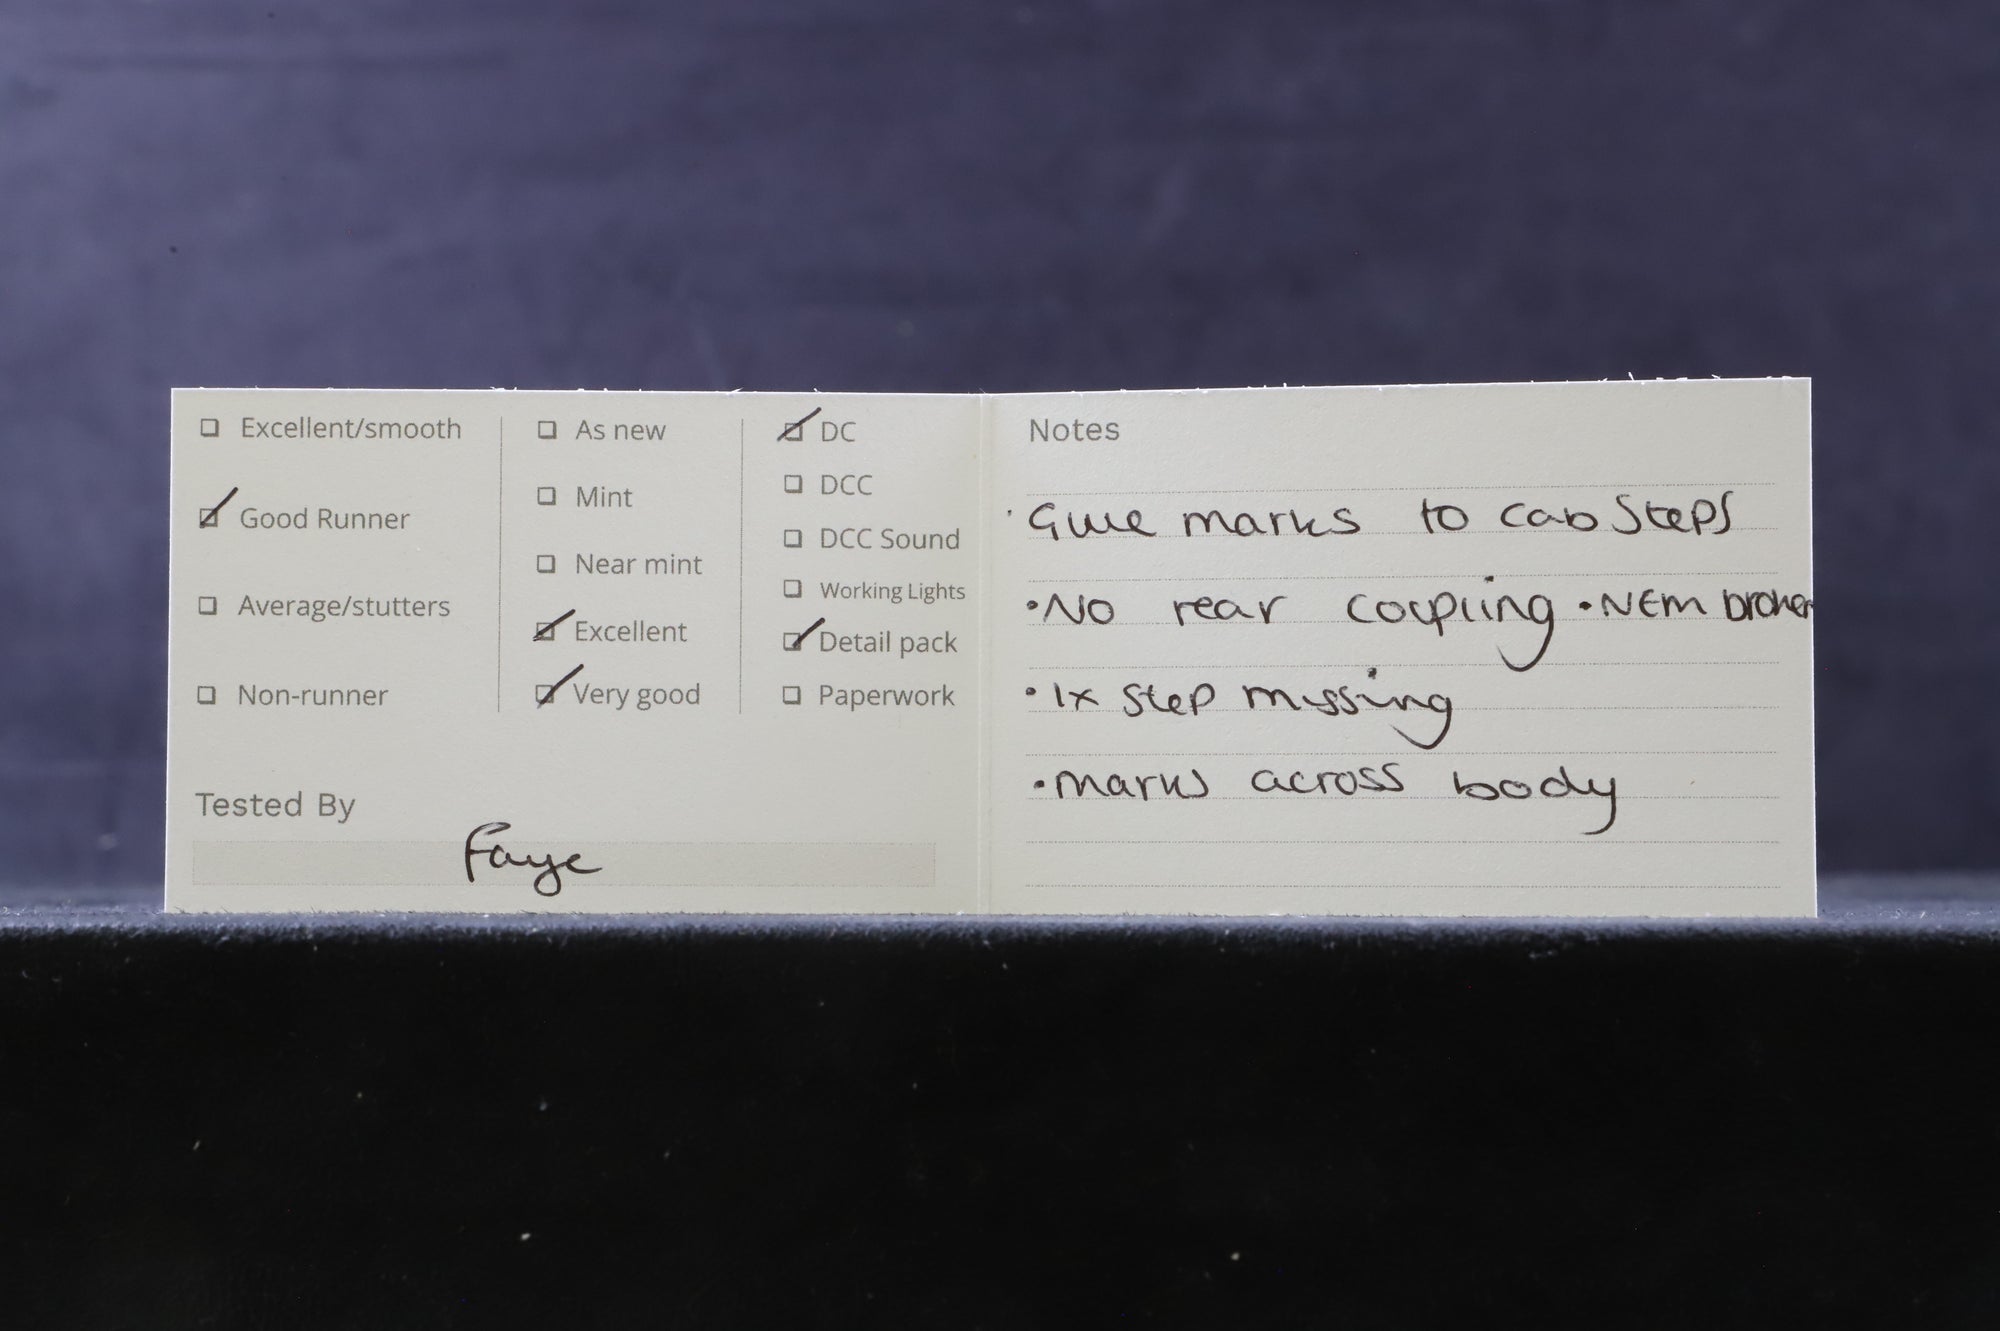 Excellent/smooth
Good Runner
Average/stutters
Non-runner
As new
Mint
Near mint
Excellent
Very good
DC
DCC
DCC Sound
Working Lights
Detail pack
Paperwork
Tested By
Faye
Notes
· Glue marks to cab steps
• No rear coupling • NEM broken
• 1x step missing
• marks across body